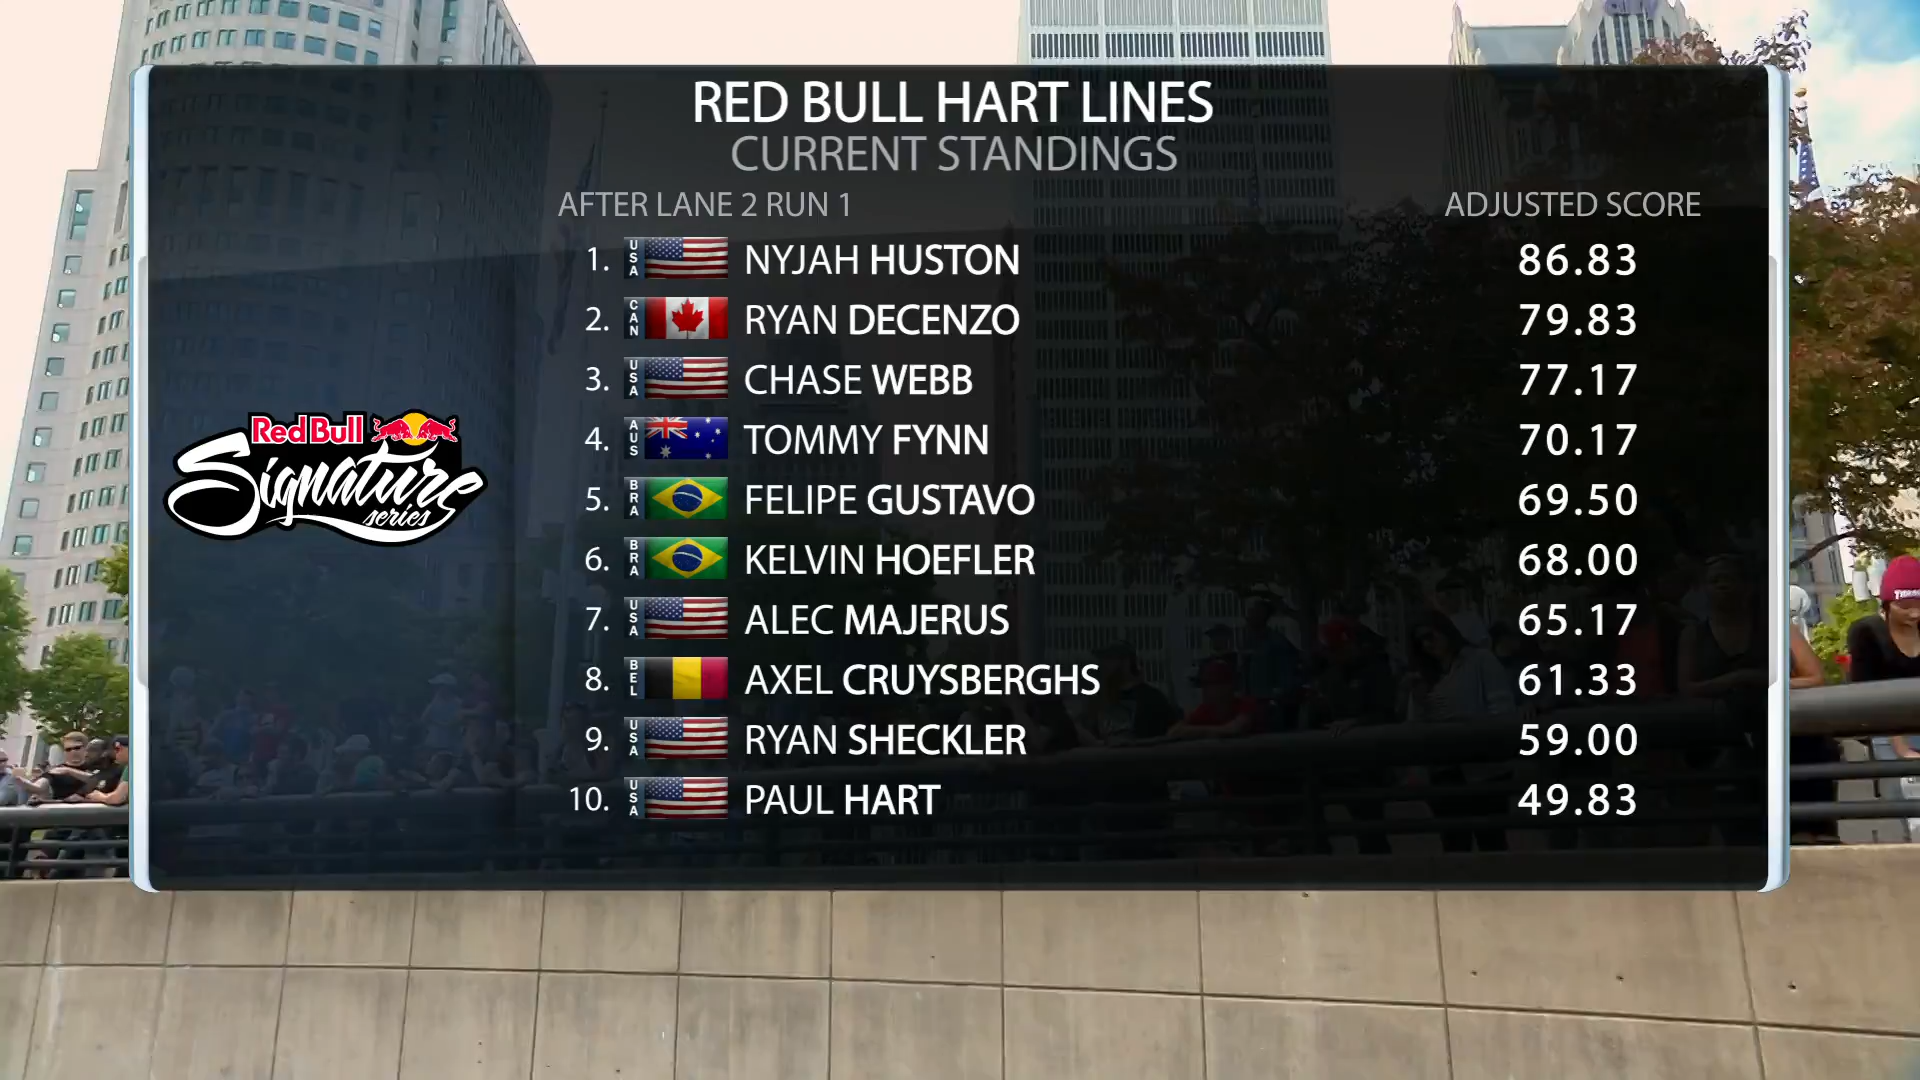 RED BULL HART LINES
CURRENT STANDINGS
AFTER LANE 2 RUN 1 ADJUSTED SCORE
1. USA NYJAH HUSTON 86.83
2. CAN RYAN DECENZO 79.83
3. USA CHASE WEBB 77.17
4. AUS TOMMY FYNN 70.17
Red Bull
Signature
series
5. BRA FELIPE GUSTAVO 69.50
6. BRA KELVIN HOEFLER 68.00
7. USA ALEC MAJERUS 65.17
8. BEL AXEL CRUYSBERGHS 61.33
9. USA RYAN SHECKLER 59.00
10. USA PAUL HART 49.83